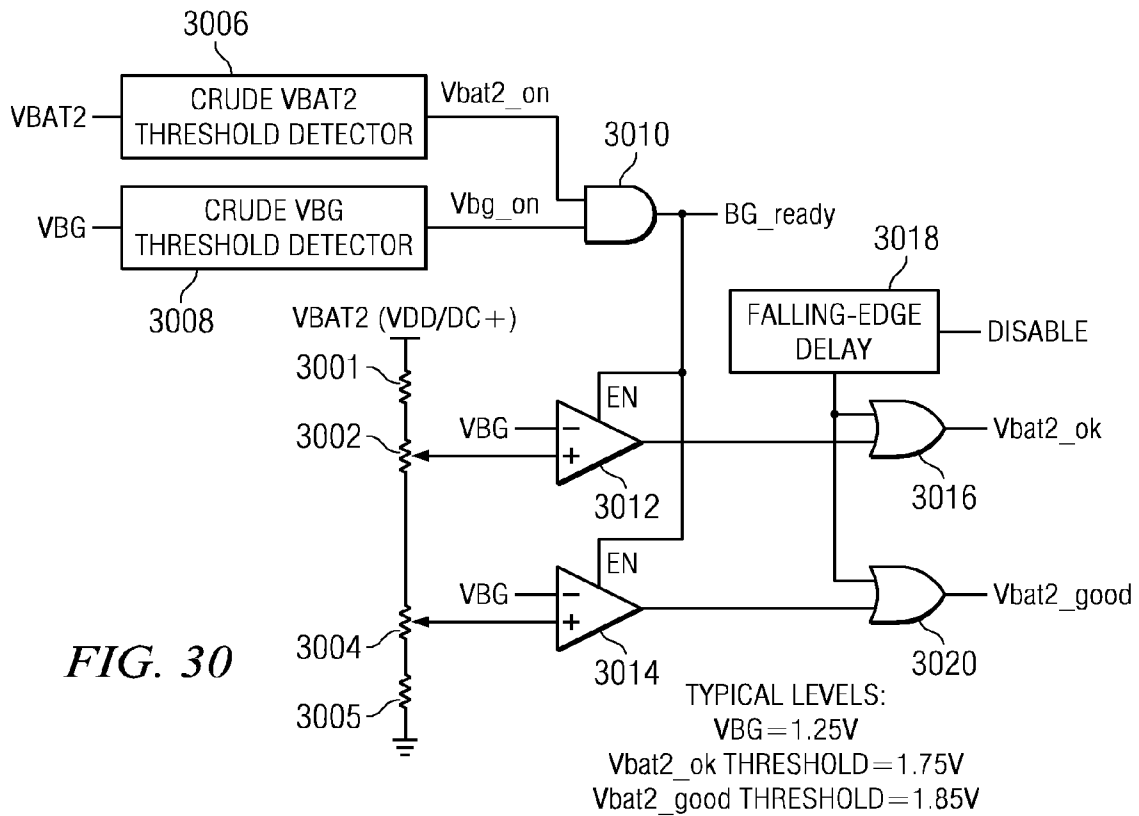 3006
VBAT2
CRUDE VBAT2
THRESHOLD DETECTOR
Vbat2_on
3010
VBG
CRUDE VBG
THRESHOLD DETECTOR
Vbg_on
BG_ready
3008
3018
VBAT2 (VDD/DC+)
FALLING-EDGE
DELAY
DISABLE
3001
EN
3002
VBG
−
+
Vbat2_ok
3012
3016
EN
VBG
−
+
Vbat2_good
3004
3014
3020
FIG. 30
3005
TYPICAL LEVELS:
VBG=1.25V
Vbat2_ok THRESHOLD=1.75V
Vbat2_good THRESHOLD=1.85V